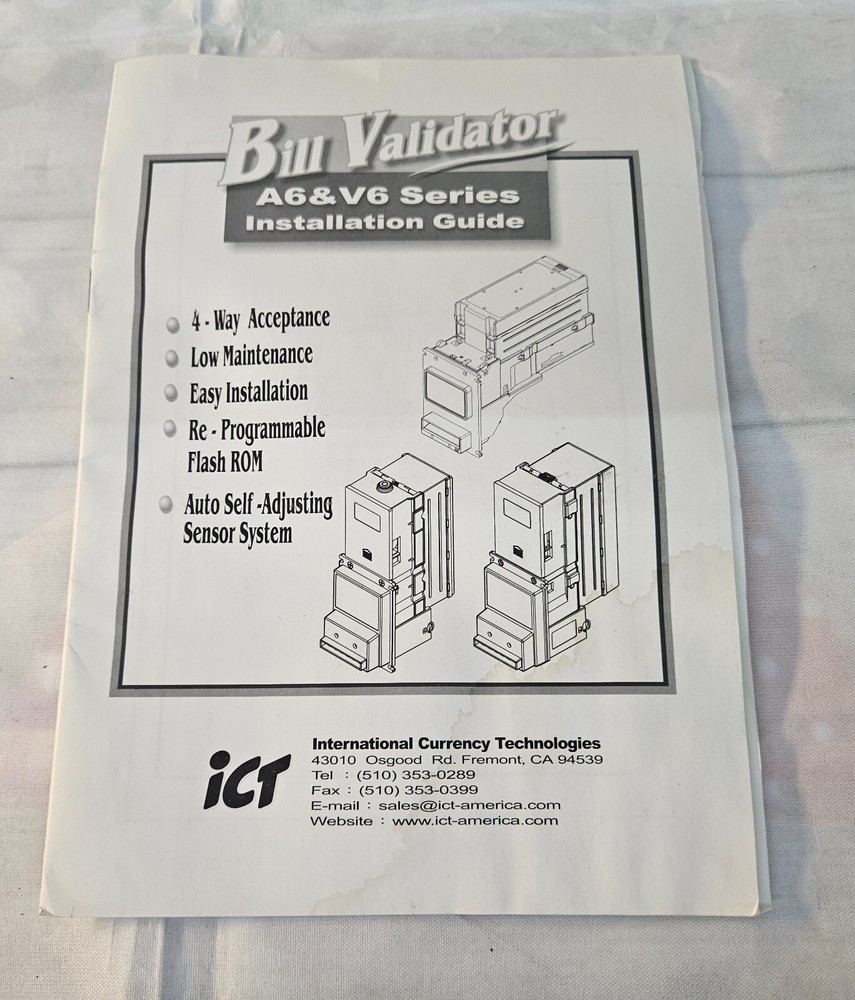 Bill Validator
A6&V6 Series
Installation Guide
4 - Way Acceptance
Low Maintenance
Easy Installation
Re - Programmable
Flash ROM
Auto Self -Adjusting
Sensor System
ICT
International Currency Technologies
43010 Osgood Rd. Fremont, CA 94539
Tel : (510) 353-0289
Fax : (510) 353-0399
E-mail : sales@ict-america.com
Website : www.ict-america.com